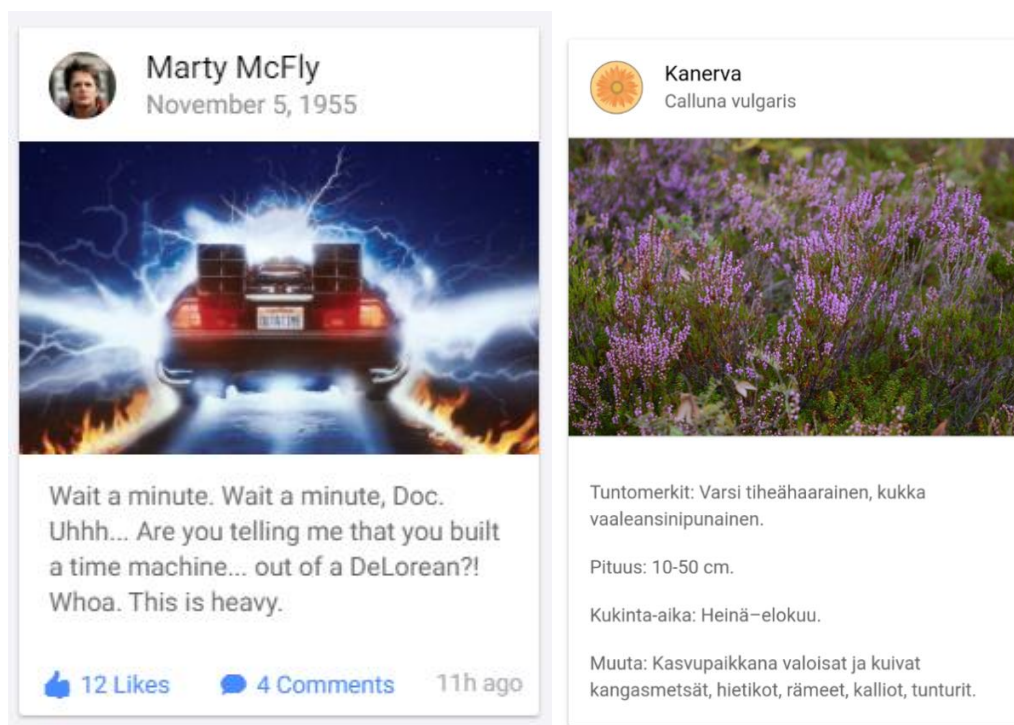 Marty McFly
November 5, 1955
OUTATIME
Wait a minute. Wait a minute, Doc.
Uhhh... Are you telling me that you built
a time machine... out of a DeLorean?!
Whoa. This is heavy.
12 Likes
4 Comments
11h ago
Kanerva
Calluna vulgaris
Tuntomerkit: Varsi tiheähaarainen, kukka
vaaleansinipunainen.
Pituus: 10-50 cm.
Kukinta-aika: Heinä–elokuu.
Muuta: Kasvupaikkana valoisat ja kuivat
kangasmetsät, hietikot, rämeet, kalliot, tunturit.